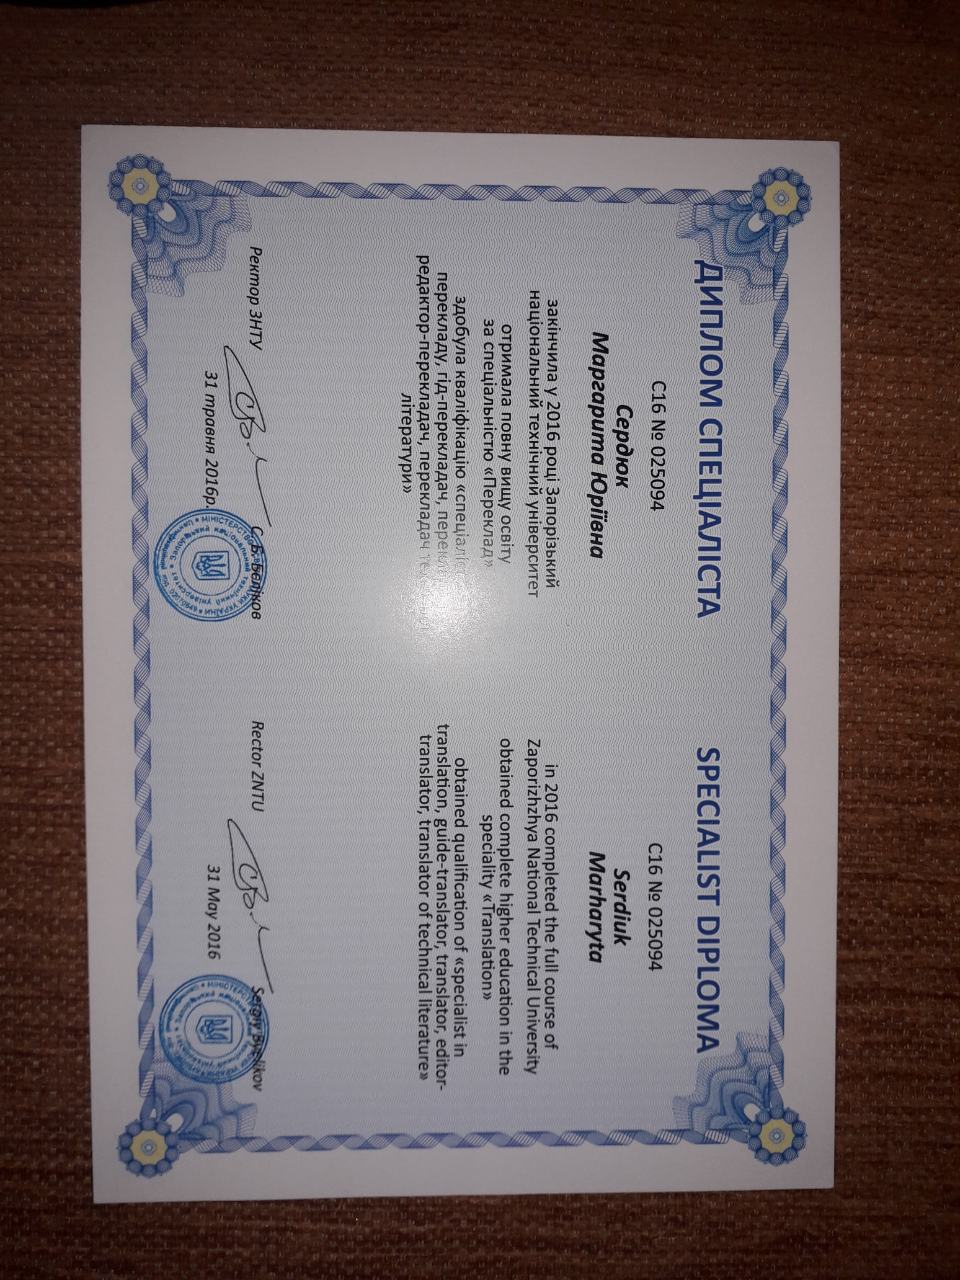 ДИПЛОМ СПЕЦІАЛІСТА
С16 № 025094
Сердюк
Маргарита Юріївна
закінчила у 2016 році Запорізький
національний технічний університет
отримала повну вищу освіту
за спеціальністю «Переклад»
здобула кваліфікацію
перекладу, гід-перекладач,
редактор-перекладач, перекладач
літератури»
Ректор ЗНТУ
С.Б. Бєліков
31 травня 2016р.
SPECIALIST DIPLOMA
C16 № 025094
Serdiuk
Marharyta
in 2016 completed the full course of
Zaporizhzhya National Technical University
obtained complete higher education in the
speciality «Translation»
obtained qualification of «specialist in
translation, guide-translator, translator, editor-
translator, translator of technical literature»
Rector ZNTU
Sergiy Byelikov
31 May 2016